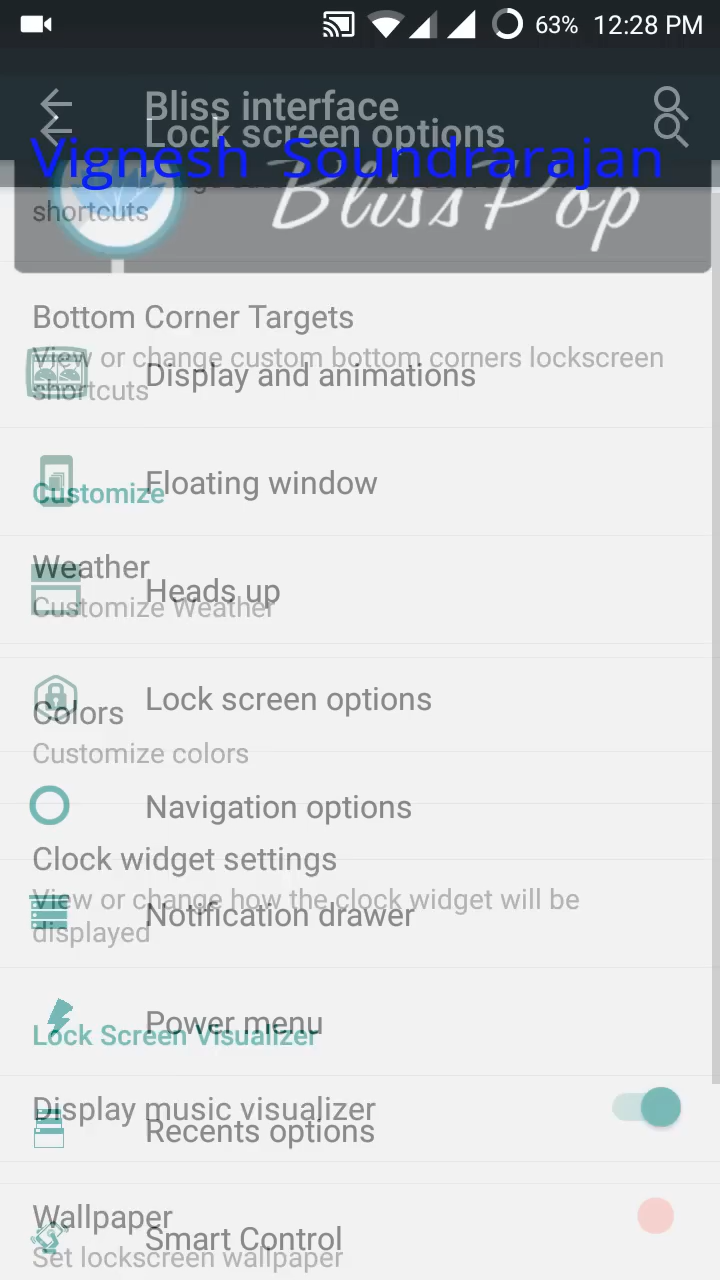 63% 12:28 PM
Bliss interface
Lock screen options
Vignesh Soundrarajan
shortcuts
Bliss Pop
Bottom Corner Targets
View or change custom bottom corners lockscreen
shortcuts
Display and animations
Floating window
Customize
Weather
Heads up
Customize Weather
Lock screen options
Colors
Customize colors
Navigation options
Clock widget settings
View or change how the clock widget will be
displayed
Notification drawer
Power menu
Lock Screen Visualizer
Display music visualizer
Recents options
Wallpaper
Smart Control
Set lockscreen wallpaper